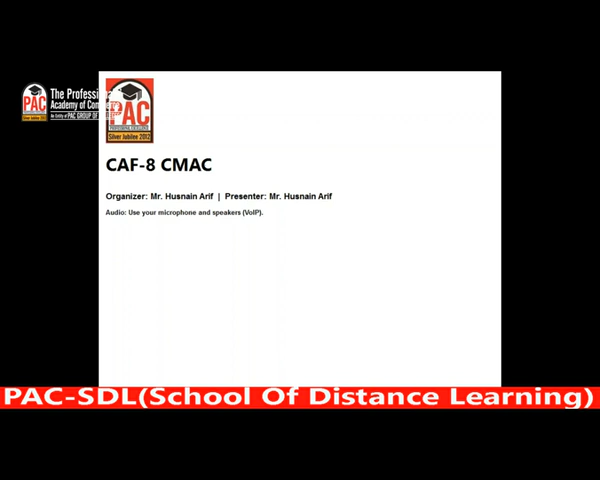 The Profession
Academy of Comm
An Entity of PAC GROUP OF
PAC
Silver Jubilee 2012
PAC
Silver Jubilee 2012
CAF-8 CMAC
Organizer: Mr. Husnain Arif | Presenter: Mr. Husnain Arif
Audio: Use your microphone and speakers (VoIP).
PAC-SDL(School Of Distance Learning)